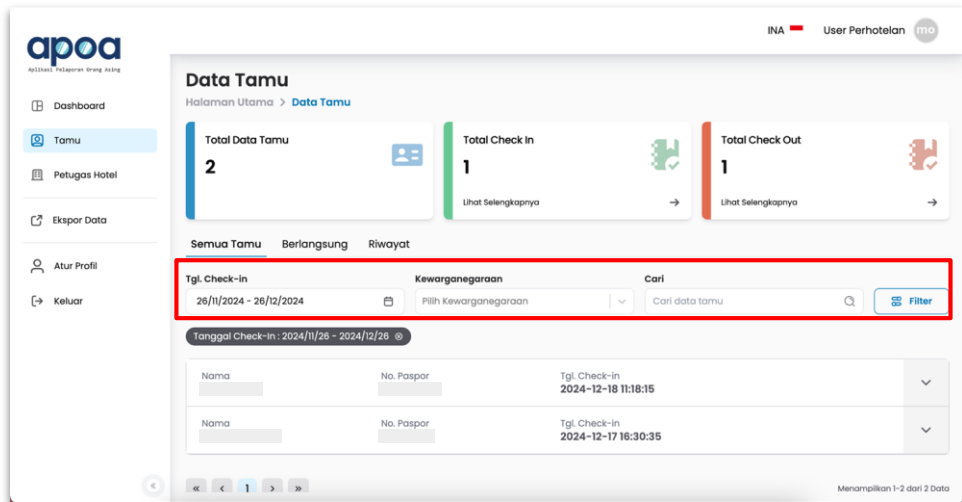 INA User Perhotelan mo
apoa
Aplikasi Pelaporan Orang Asing
Dashboard
Tamu
Petugas Hotel
Ekspor Data
Atur Profil
Keluar
Data Tamu
Halaman Utama > Data Tamu
Total Data Tamu
2
Total Check In
1
Lihat Selengkapnya →
Total Check Out
1
Lihat Selengkapnya →
Semua Tamu Berlangsung Riwayat
Tgl. Check-in Kewarganegaraan Cari
26/11/2024 - 26/12/2024 Pilih Kewarganegaraan Cari data tamu Filter
Tanggal Check-In : 2024/11/26 - 2024/12/26
Nama No. Paspor Tgl. Check-in
2024-12-18 11:18:15
Nama No. Paspor Tgl. Check-in
2024-12-17 16:30:35
« < 1 > » Menampilkan 1-2 dari 2 Data